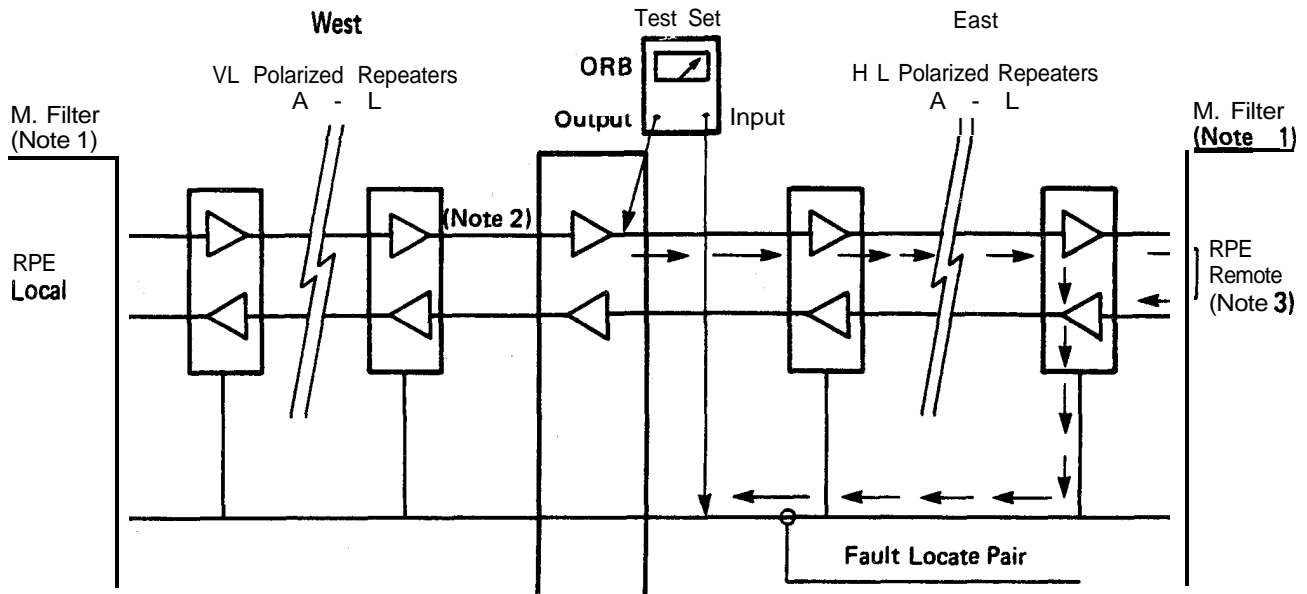 West
Test Set
East
VL Polarized Repeaters
A - L
ORB
H L Polarized Repeaters
A - L
M. Filter
(Note 1)
Output
Input
M. Filter
(Note 1)
(Note 2)
RPE
Local
RPE
Remote
(Note 3)
Fault Locate Pair